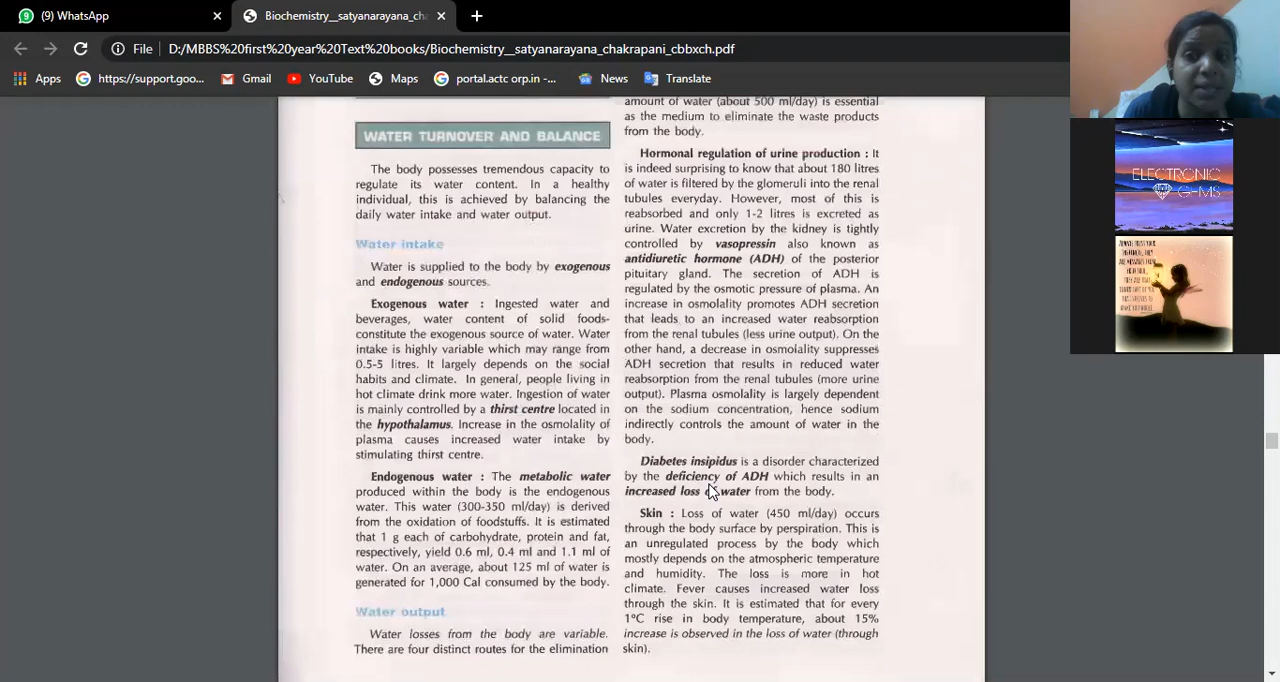 (9) WhatsApp
Biochemistry__satyanarayana_cha
File
D:/MBBS%20first%20year%20Text%20books/Biochemistry__satyanarayana_chakrapani_cbbxch.pdf
Apps
https://support.goo...
Gmail
YouTube
Maps
portal.actc orp.in -...
News
Translate
WATER TURNOVER AND BALANCE
The body possesses tremendous capacity to
regulate its water content. In a healthy
individual, this is achieved by balancing the
daily water intake and water output.
Water intake
Water is supplied to the body by exogenous
and endogenous sources.
Exogenous water : Ingested water and
beverages, water content of solid foods-
constitute the exogenous source of water. Water
intake is highly variable which may range from
0.5-5 litres. It largely depends on the social
habits and climate. In general, people living in
hot climate drink more water. Ingestion of water
is mainly controlled by a thirst centre located in
the hypothalamus. Increase in the osmolality of
plasma causes increased water intake by
stimulating thirst centre.
Endogenous water : The metabolic water
produced within the body is the endogenous
water. This water (300-350 ml/day) is derived
from the oxidation of foodstuffs. It is estimated
that 1 g each of carbohydrate, protein and fat,
respectively, yield 0.6 ml, 0.4 ml and 1.1 ml of
water. On an average, about 125 ml of water is
generated for 1,000 Cal consumed by the body.
Water output
Water losses from the body are variable.
There are four distinct routes for the elimination
amount of water (about 500 ml/day) is essential
as the medium to eliminate the waste products
from the body.
Hormonal regulation of urine production : It
is indeed surprising to know that about 180 litres
of water is filtered by the glomeruli into the renal
tubules everyday. However, most of this is
reabsorbed and only 1-2 litres is excreted as
urine. Water excretion by the kidney is tightly
controlled by vasopressin also known as
antidiuretic hormone (ADH) of the posterior
pituitary gland. The secretion of ADH is
regulated by the osmotic pressure of plasma. An
increase in osmolality promotes ADH secretion
that leads to an increased water reabsorption
from the renal tubules (less urine output). On the
other hand, a decrease in osmolality suppresses
ADH secretion that results in reduced water
reabsorption from the renal tubules (more urine
output). Plasma osmolality is largely dependent
on the sodium concentration, hence sodium
indirectly controls the amount of water in the
body.
Diabetes insipidus is a disorder characterized
by the deficiency of ADH which results in an
increased loss of water from the body.
Skin : Loss of water (450 ml/day) occurs
through the body surface by perspiration. This is
an unregulated process by the body which
mostly depends on the atmospheric temperature
and humidity. The loss is more in hot
climate. Fever causes increased water loss
through the skin. It is estimated that for every
1°C rise in body temperature, about 15%
increase is observed in the loss of water (through
skin).
ELECTRONIC
GEMS